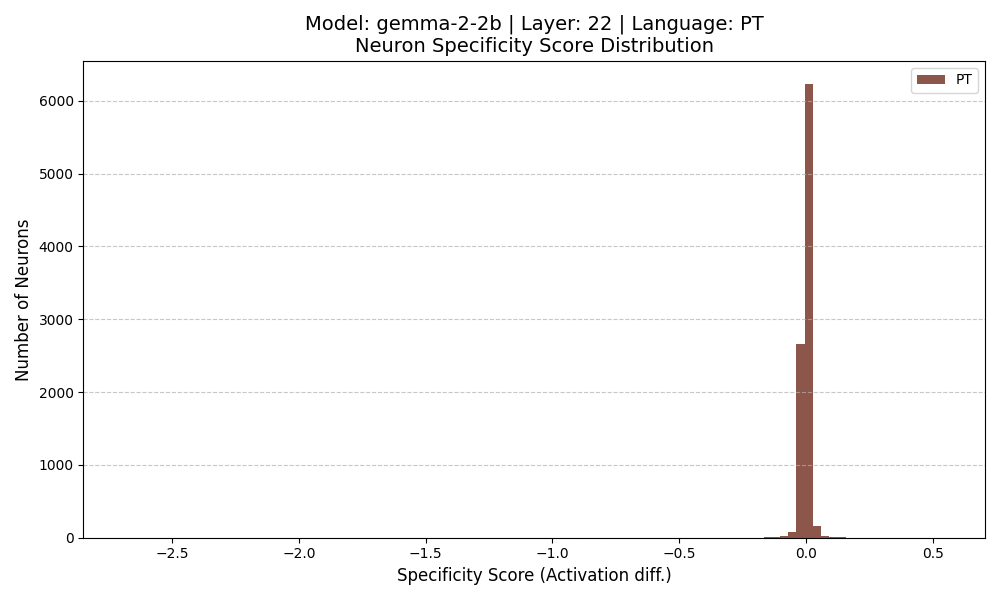 Model: gemma-2-2b | Layer: 22 | Language: PT
Neuron Specificity Score Distribution
PT
6000
5000
4000
3000
2000
1000
0
Number of Neurons
−2.5 −2.0 −1.5 −1.0 −0.5 0.0 0.5
Specificity Score (Activation diff.)